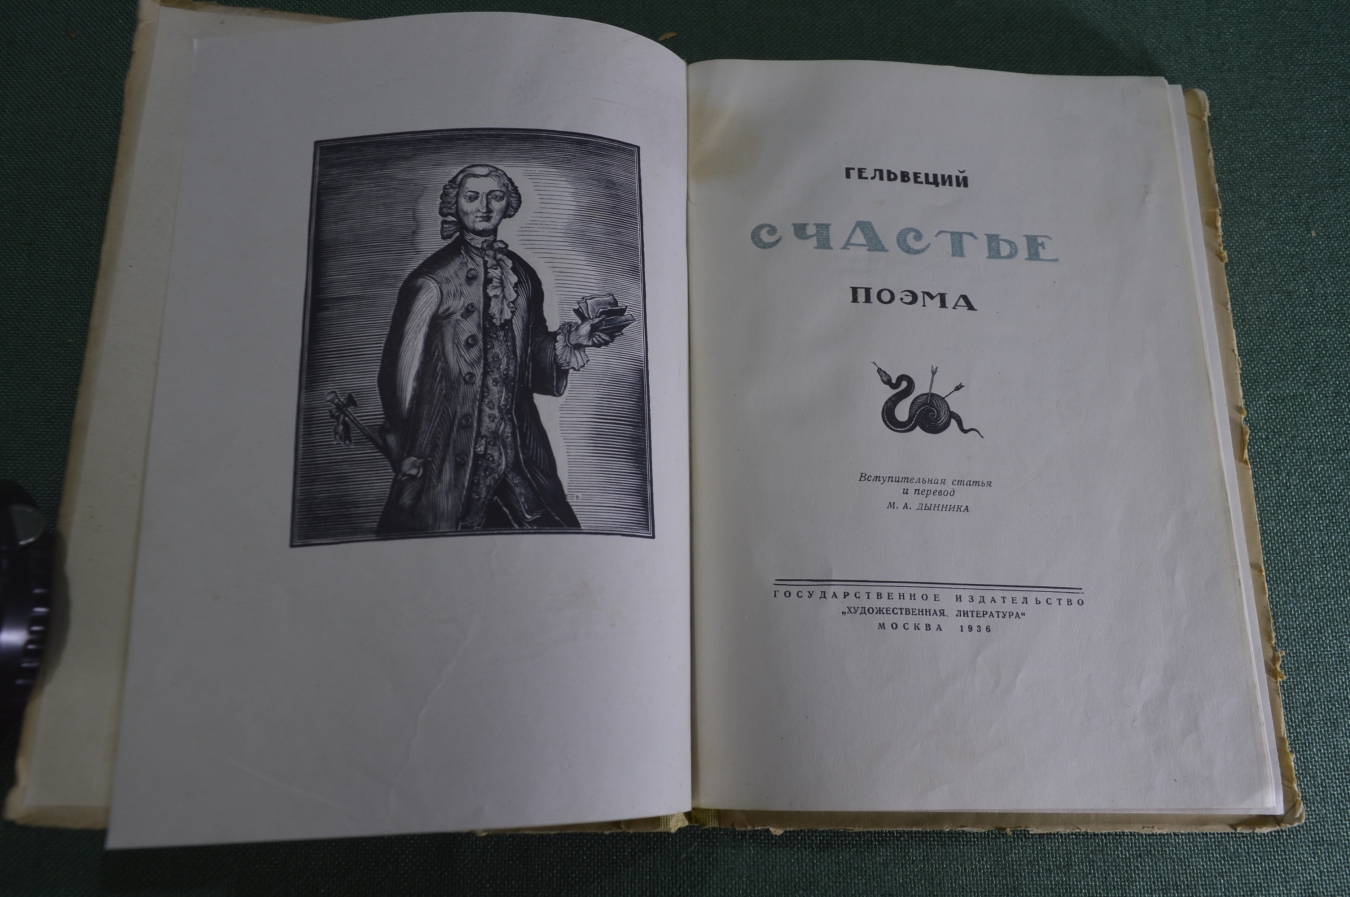 ГЕЛЬВЕЦИЙ
СЧАСТЬЕ
ПОЭМА
Вступительная статья
и перевод
М. А. ДЫННИКА
ГОСУДАРСТВЕННОЕ ИЗДАТЕЛЬСТВО
„ХУДОЖЕСТВЕННАЯ ЛИТЕРАТУРА“
МОСКВА 1936